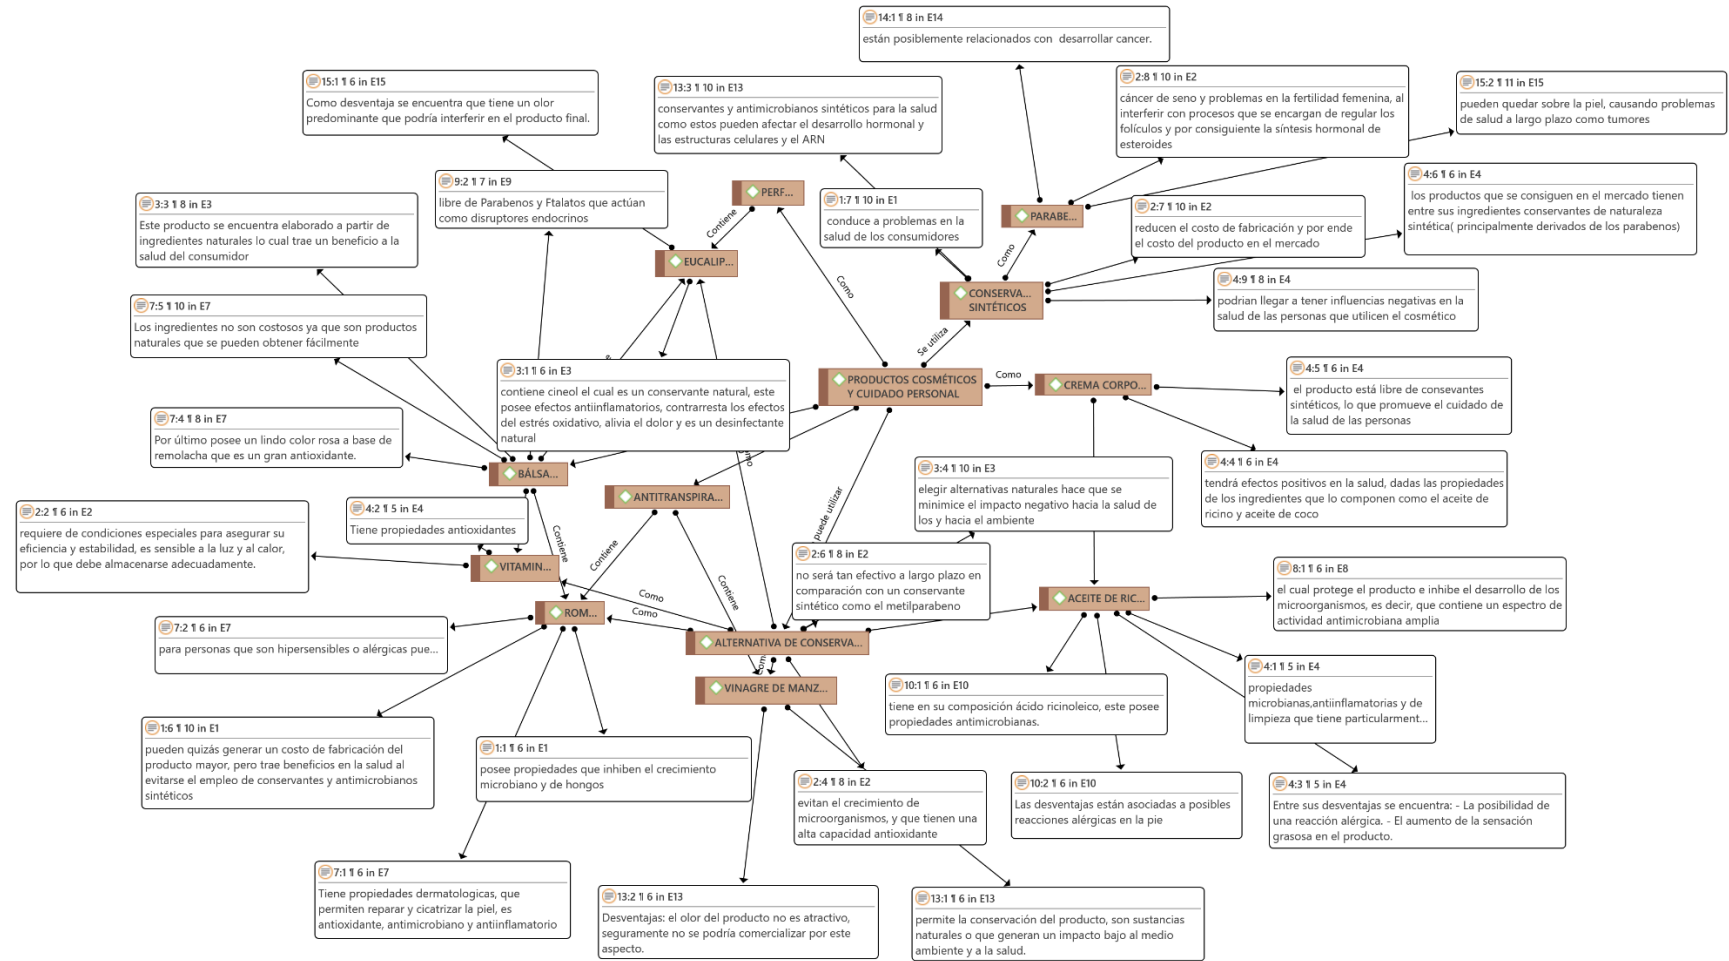 14:1 ¶ 8 in E14
están posiblemente relacionados con  desarrollar cancer.
15:1 ¶ 6 in E15
Como desventaja se encuentra que tiene un olor
predominante que podría interferir en el producto final.
13:3 ¶ 10 in E13
conservantes y antimicrobianos sintéticos para la salud
como estos pueden afectar el desarrollo hormonal y
las estructuras celulares y el ARN
2:8 ¶ 10 in E2
cáncer de seno y problemas en la fertilidad femenina, al
interferir con procesos que se encargan de regular los
folículos y por consiguiente la síntesis hormonal de
esteroides
15:2 ¶ 11 in E15
pueden quedar sobre la piel, causando problemas
de salud a largo plazo como tumores
9:2 ¶ 7 in E9
libre de Parabenos y Ftalatos que actúan
como disruptores endocrinos
PERF...
Contiene
3:3 ¶ 8 in E3
Este producto se encuentra elaborado a partir de
ingredientes naturales lo cual trae un beneficio a la
salud del consumidor
1:7 ¶ 10 in E1
conduce a problemas en la
salud de los consumidores
PARABE...
2:7 ¶ 10 in E2
reducen el costo de fabricación y por ende
el costo del producto en el mercado
4:6 ¶ 6 in E4
los productos que se consiguen en el mercado tienen
entre sus ingredientes conservantes de naturaleza
sintética( principalmente derivados de los parabenos)
EUCALIP...
Como
Como
CONSERVA...
SINTÉTICOS
4:9 ¶ 8 in E4
podrian llegar a tener influencias negativas en la
salud de las personas que utilicen el cosmético
7:5 ¶ 10 in E7
Los ingredientes no son costosos ya que son productos
naturales que se pueden obtener fácilmente
Se utiliza
3:1 ¶ 6 in E3
contiene cineol el cual es un conservante natural, este
posee efectos antiinflamatorios, contrarresta los efectos
del estrés oxidativo, alivia el dolor y es un desinfectante
natural
PRODUCTOS COSMÉTICOS
Y CUIDADO PERSONAL
Como
CREMA CORPO...
4:5 ¶ 6 in E4
el producto está libre de consevantes
sintéticos, lo que promueve el cuidado de
la salud de las personas
7:4 ¶ 8 in E7
Por último posee un lindo color rosa a base de
remolacha que es un gran antioxidante.
BÁLSA...
ANTITRANSPIRA...
3:4 ¶ 10 in E3
elegir alternativas naturales hace que se
minimice el impacto negativo hacia la salud de
los y hacia el ambiente
4:4 ¶ 6 in E4
tendrá efectos positivos en la salud, dadas las propiedades
de los ingredientes que lo componen como el aceite de
ricino y aceite de coco
2:2 ¶ 6 in E2
requiere de condiciones especiales para asegurar su
eficiencia y estabilidad, es sensible a la luz y al calor,
por lo que debe almacenarse adecuadamente.
4:2 ¶ 5 in E4
Tiene propiedades antioxidantes
Contiene
Contiene
puede utilizar
VITAMIN...
2:6 ¶ 8 in E2
no será tan efectivo a largo plazo en
comparación con un conservante
sintético como el metilparabeno
8:1 ¶ 6 in E8
el cual protege el producto e inhibe el desarrollo de los
microorganismos, es decir, que contiene un espectro de
actividad antimicrobiana amplia
Contiene
Como
Como
ROM...
ACEITE DE RIC...
7:2 ¶ 6 in E7
para personas que son hipersensibles o alérgicas pue...
ALTERNATIVA DE CONSERVA...
VINAGRE DE MANZ...
4:1 ¶ 5 in E4
propiedades
microbianas,antiinflamatorias y de
limpieza que tiene particularment...
10:1 ¶ 6 in E10
tiene en su composición ácido ricinoleico, este posee
propiedades antimicrobianas.
1:6 ¶ 10 in E1
pueden quizás generar un costo de fabricación del
producto mayor, pero trae beneficios en la salud al
evitarse el empleo de conservantes y antimicrobianos
sintéticos
1:1 ¶ 6 in E1
posee propiedades que inhiben el crecimiento
microbiano y de hongos
2:4 ¶ 8 in E2
evitan el crecimiento de
microorganismos, y que tienen una
alta capacidad antioxidante
10:2 ¶ 6 in E10
Las desventajas están asociadas a posibles
reacciones alérgicas en la pie
4:3 ¶ 5 in E4
Entre sus desventajas se encuentra: - La posibilidad de
una reacción alérgica. - El aumento de la sensación
grasosa en el producto.
7:1 ¶ 6 in E7
Tiene propiedades dermatologicas, que
permiten reparar y cicatrizar la piel, es
antioxidante, antimicrobiano y antiinflamatorio
13:2 ¶ 6 in E13
Desventajas: el olor del producto no es atractivo,
seguramente no se podría comercializar por este
aspecto.
13:1 ¶ 6 in E13
permite la conservación del producto, son sustancias
naturales o que generan un impacto bajo al medio
ambiente y a la salud.